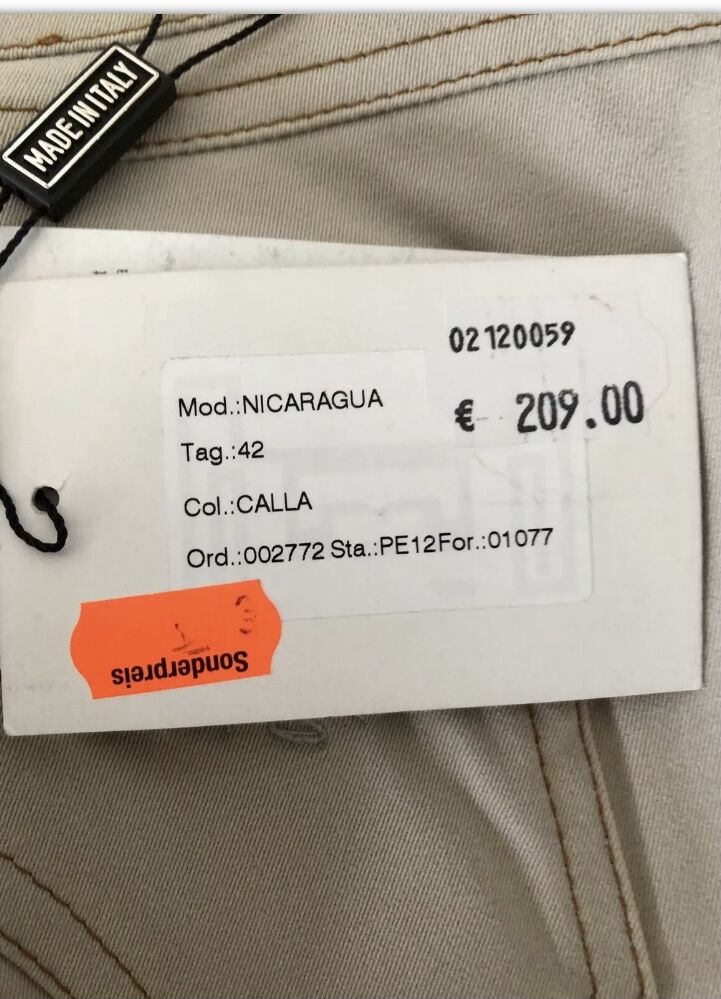 MADE IN ITALY
02120059
€ 209.00
Mod.:NICARAGUA
Tag.:42
Col.:CALLA
Ord.:002772 Sta.:PE12For.:01077
Sonderpreis